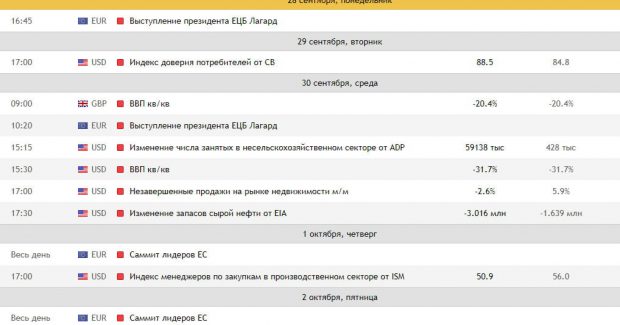 28 сентября, понедельник
16:45 EUR Выступление президента ЕЦБ Лагард
29 сентября, вторник
17:00 USD Индекс доверия потребителей от CB 88.5 84.8
30 сентября, среда
09:00 GBP ВВП кв/кв -20.4% -20.4%
10:20 EUR Выступление президента ЕЦБ Лагард
15:15 USD Изменение числа занятых в несельскохозяйственном секторе от ADP 59138 тыс 428 тыс
15:30 USD ВВП кв/кв -31.7% -31.7%
17:00 USD Незавершенные продажи на рынке недвижимости м/м -2.6% 5.9%
17:30 USD Изменение запасов сырой нефти от EIA -3.016 млн -1.639 млн
1 октября, четверг
Весь день EUR Саммит лидеров ЕС
17:00 USD Индекс менеджеров по закупкам в производственном секторе от ISM 50.9 56.0
2 октября, пятница
Весь день EUR Саммит лидеров ЕС